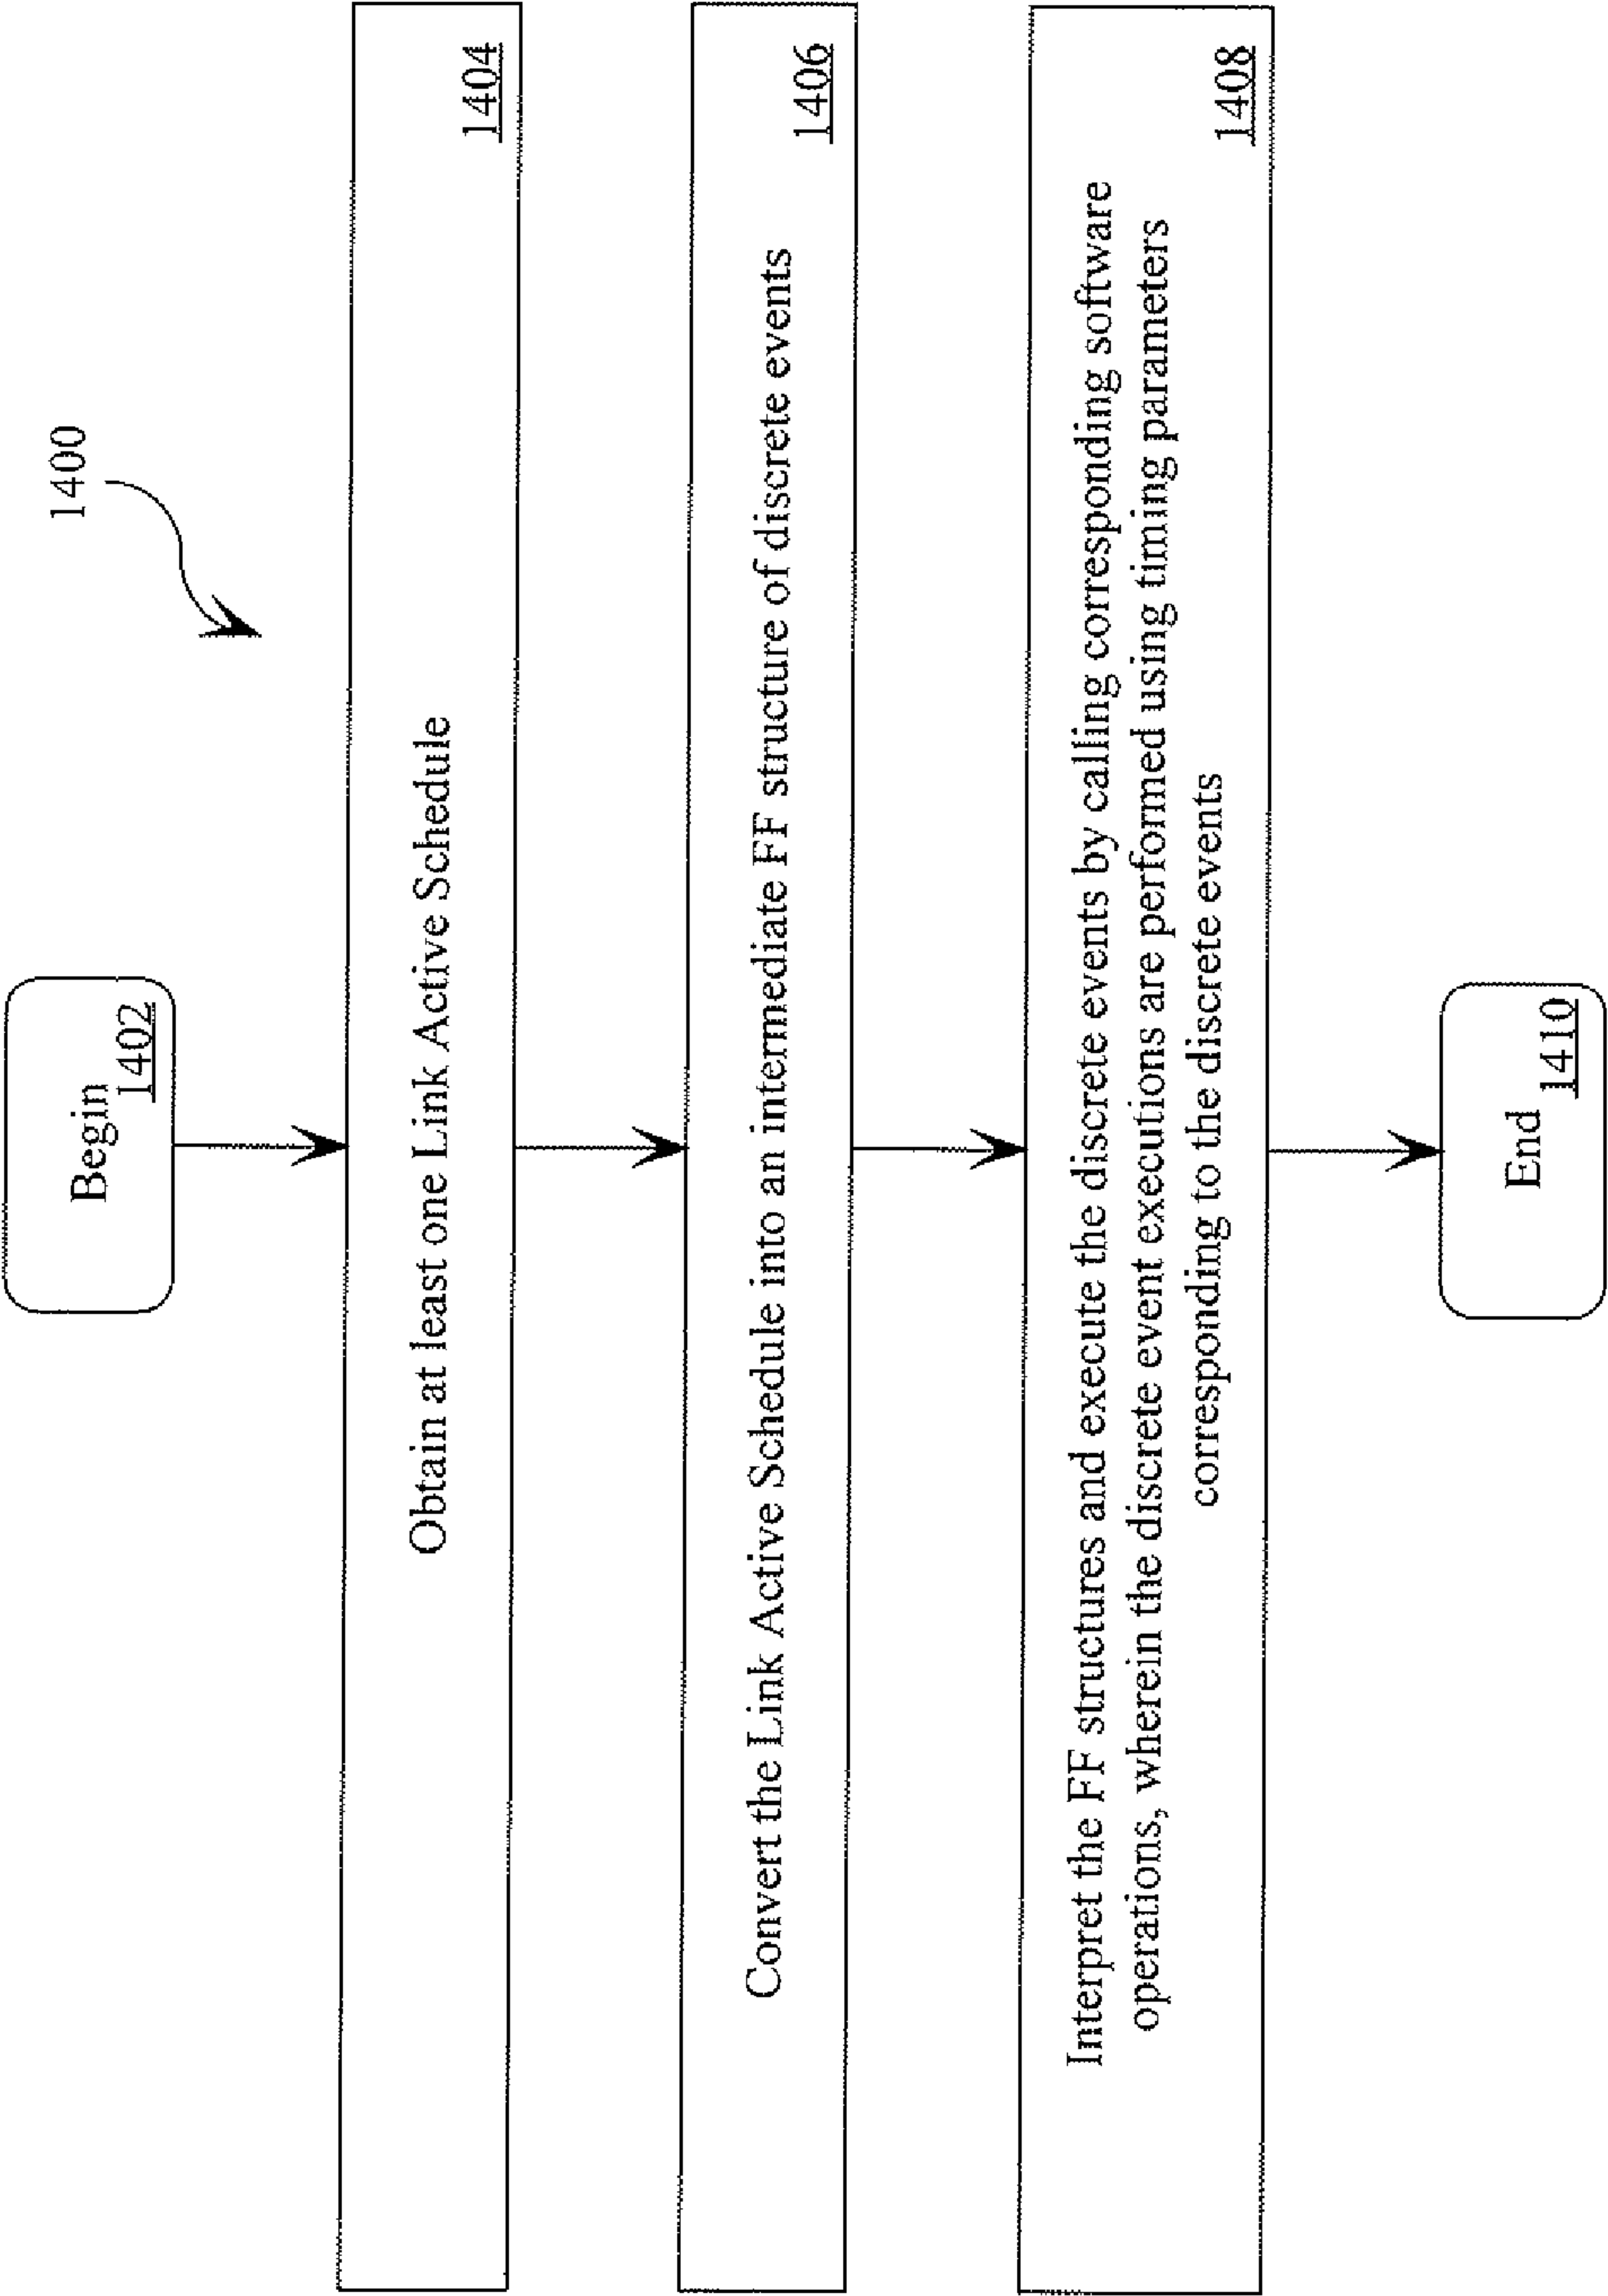 1400
Begin
1402
Obtain at least one Link Active Schedule
1404
Convert the Link Active Schedule into an intermediate FF structure of discrete events
1406
Interpret the FF structures and execute the discrete events by calling corresponding software
operations, wherein the discrete event executions are performed using timing parameters
corresponding to the discrete events
1408
End
1410